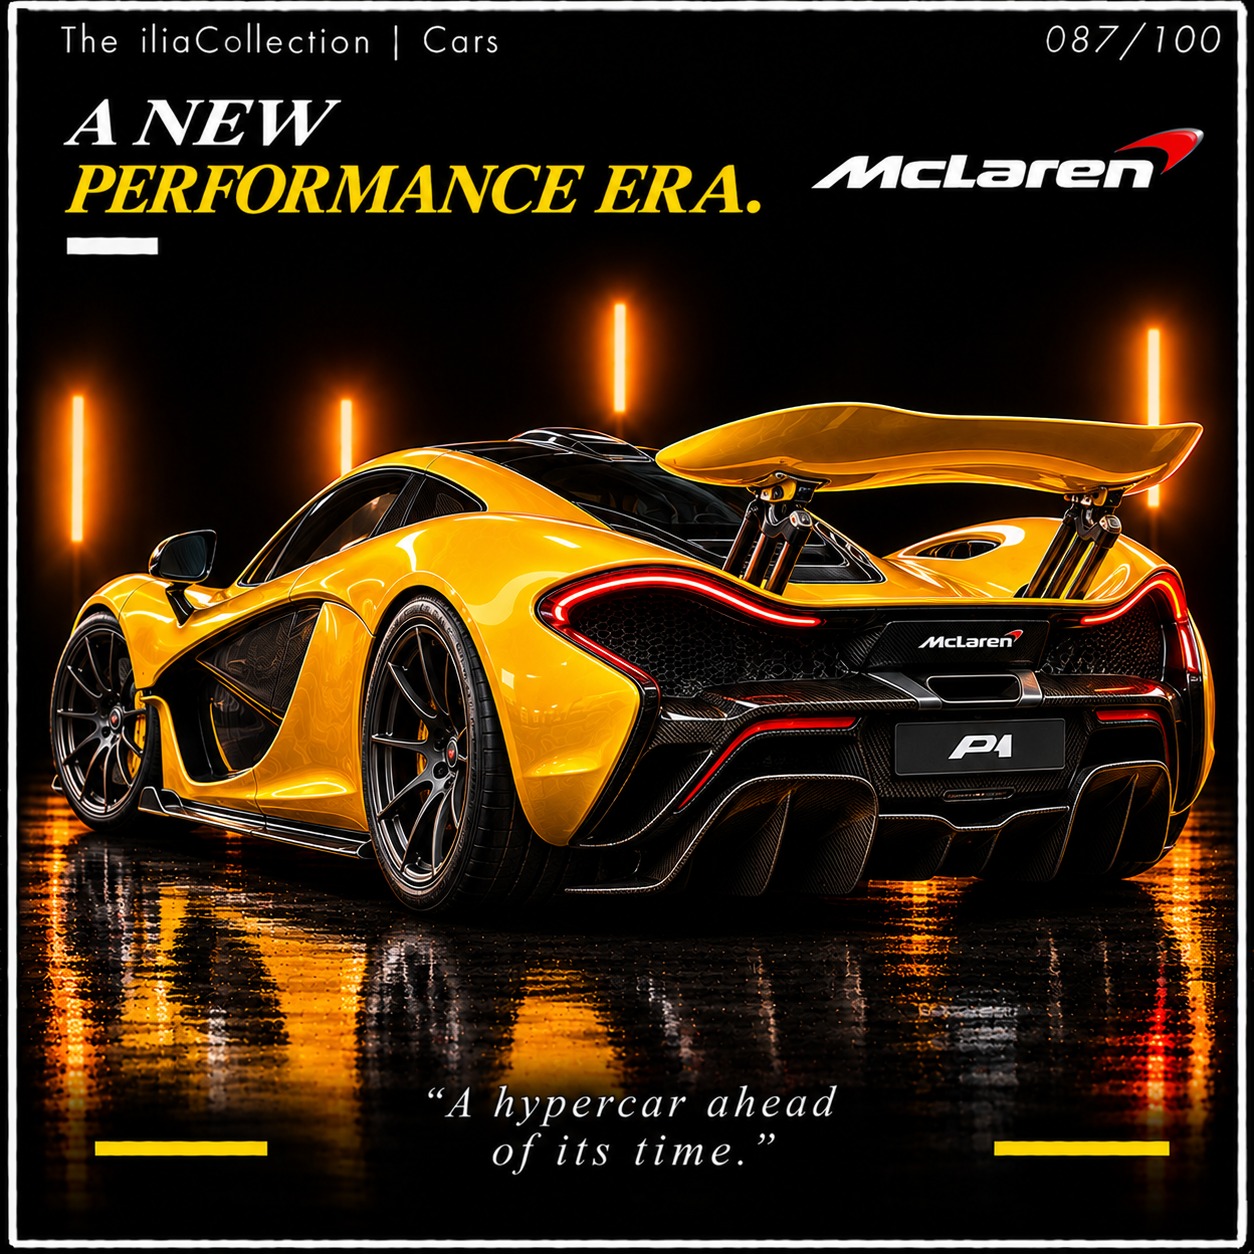 The iliaCollection | Cars
087/100
A NEW
PERFORMANCE ERA.
McLaren
McLaren
P1
“A hypercar ahead
of its time.”